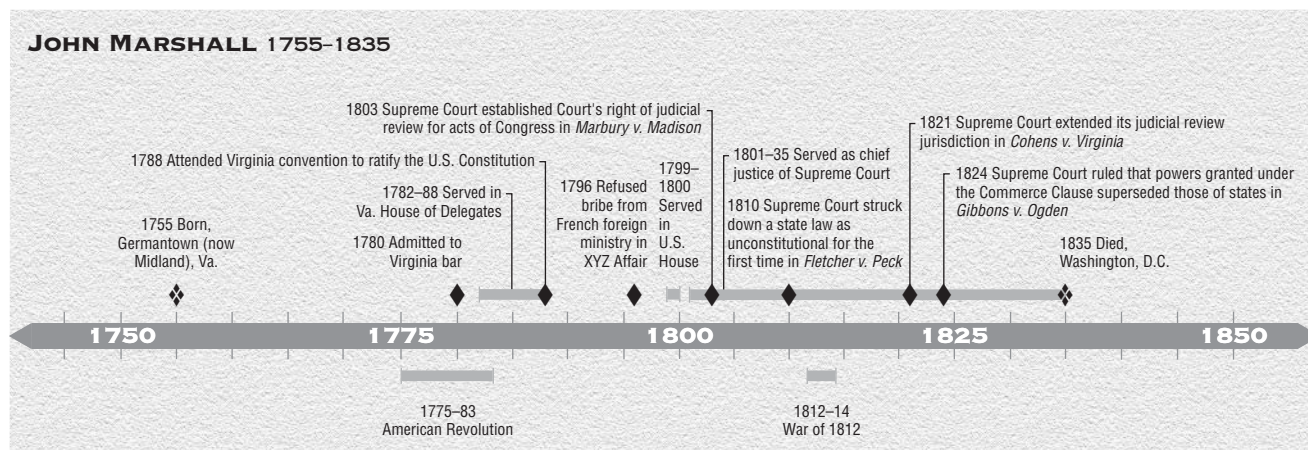 JOHN MARSHALL 1755–1835
1803 Supreme Court established Court's right of judicial
review for acts of Congress in Marbury v. Madison
1788 Attended Virginia convention to ratify the U.S. Constitution
1782–88 Served in
Va. House of Delegates
1755 Born,
Germantown (now
Midland), Va.
1780 Admitted to
Virginia bar
1796 Refused
bribe from
French foreign
ministry in
XYZ Affair
1799–
1800
Served
in
U.S.
House
1801–35 Served as chief
justice of Supreme Court
1810 Supreme Court struck
down a state law as
unconstitutional for the
first time in Fletcher v. Peck
1821 Supreme Court extended its judicial review
jurisdiction in Cohens v. Virginia
1824 Supreme Court ruled that powers granted under
the Commerce Clause superseded those of states in
Gibbons v. Ogden
1835 Died,
Washington, D.C.
1750 1775 1800 1825 1850
1775–83
American Revolution
1812–14
War of 1812